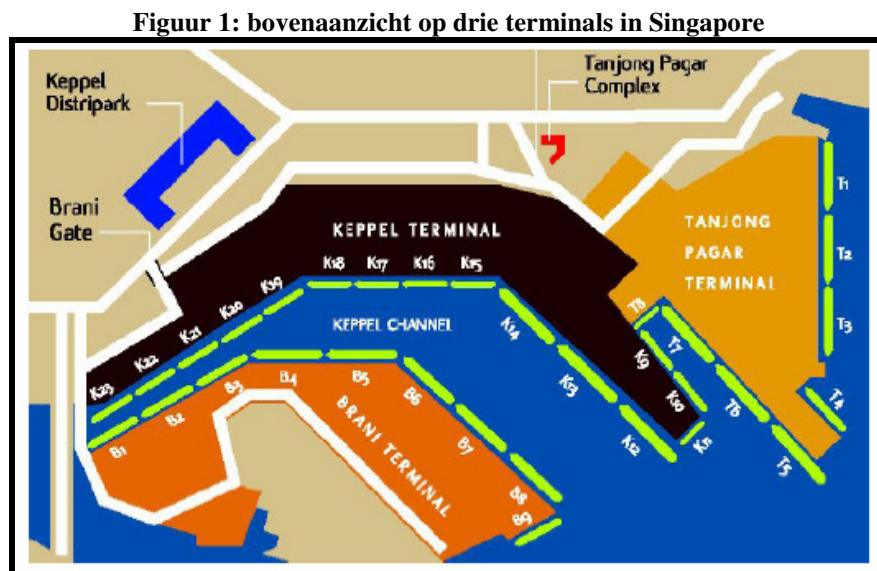 Figuur 1: bovenaanzicht op drie terminals in Singapore
Keppel
Distripark
Tanjong Pagar
Complex
Brani
Gate
KEPPEL TERMINAL
TANJONG
PAGAR
TERMINAL
KEPPEL CHANNEL
BRANI TERMINAL
K23
K22
K21
K20
K19
K18
K17
K16
K15
K14
K13
K12
K11
K10
K9
T8
T7
T6
T5
T4
T3
T2
T1
B1
B2
B3
B4
B5
B6
B7
B8
B9